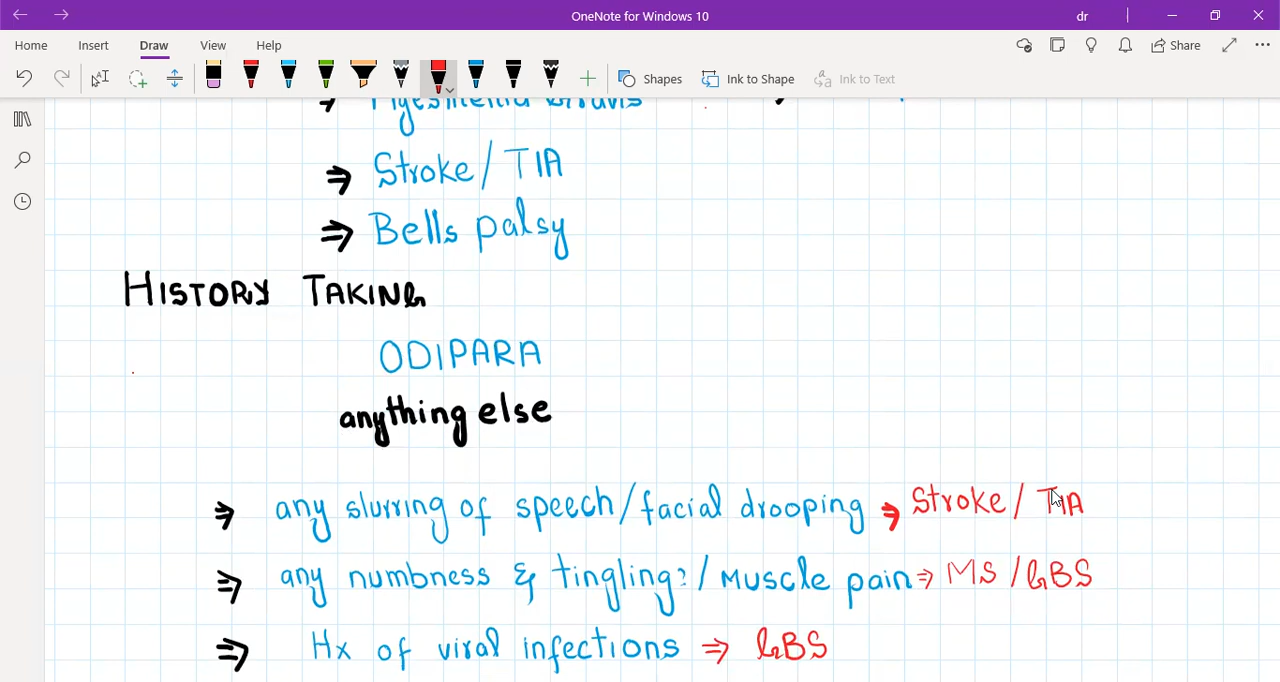 OneNote for Windows 10
dr
Home Insert Draw View Help
Share
Shapes Ink to Shape Ink to Text
⇒ Stroke / TIA
⇒ Bells palsy
HISTORY TAKING
ODIPARA
anything else
⇒ any slurring of speech / facial drooping ⇒ Stroke / TIA
⇒ any numbness & tingling? / Muscle pain ⇒ MS / GBS
⇒ Hx of viral infections ⇒ GBS